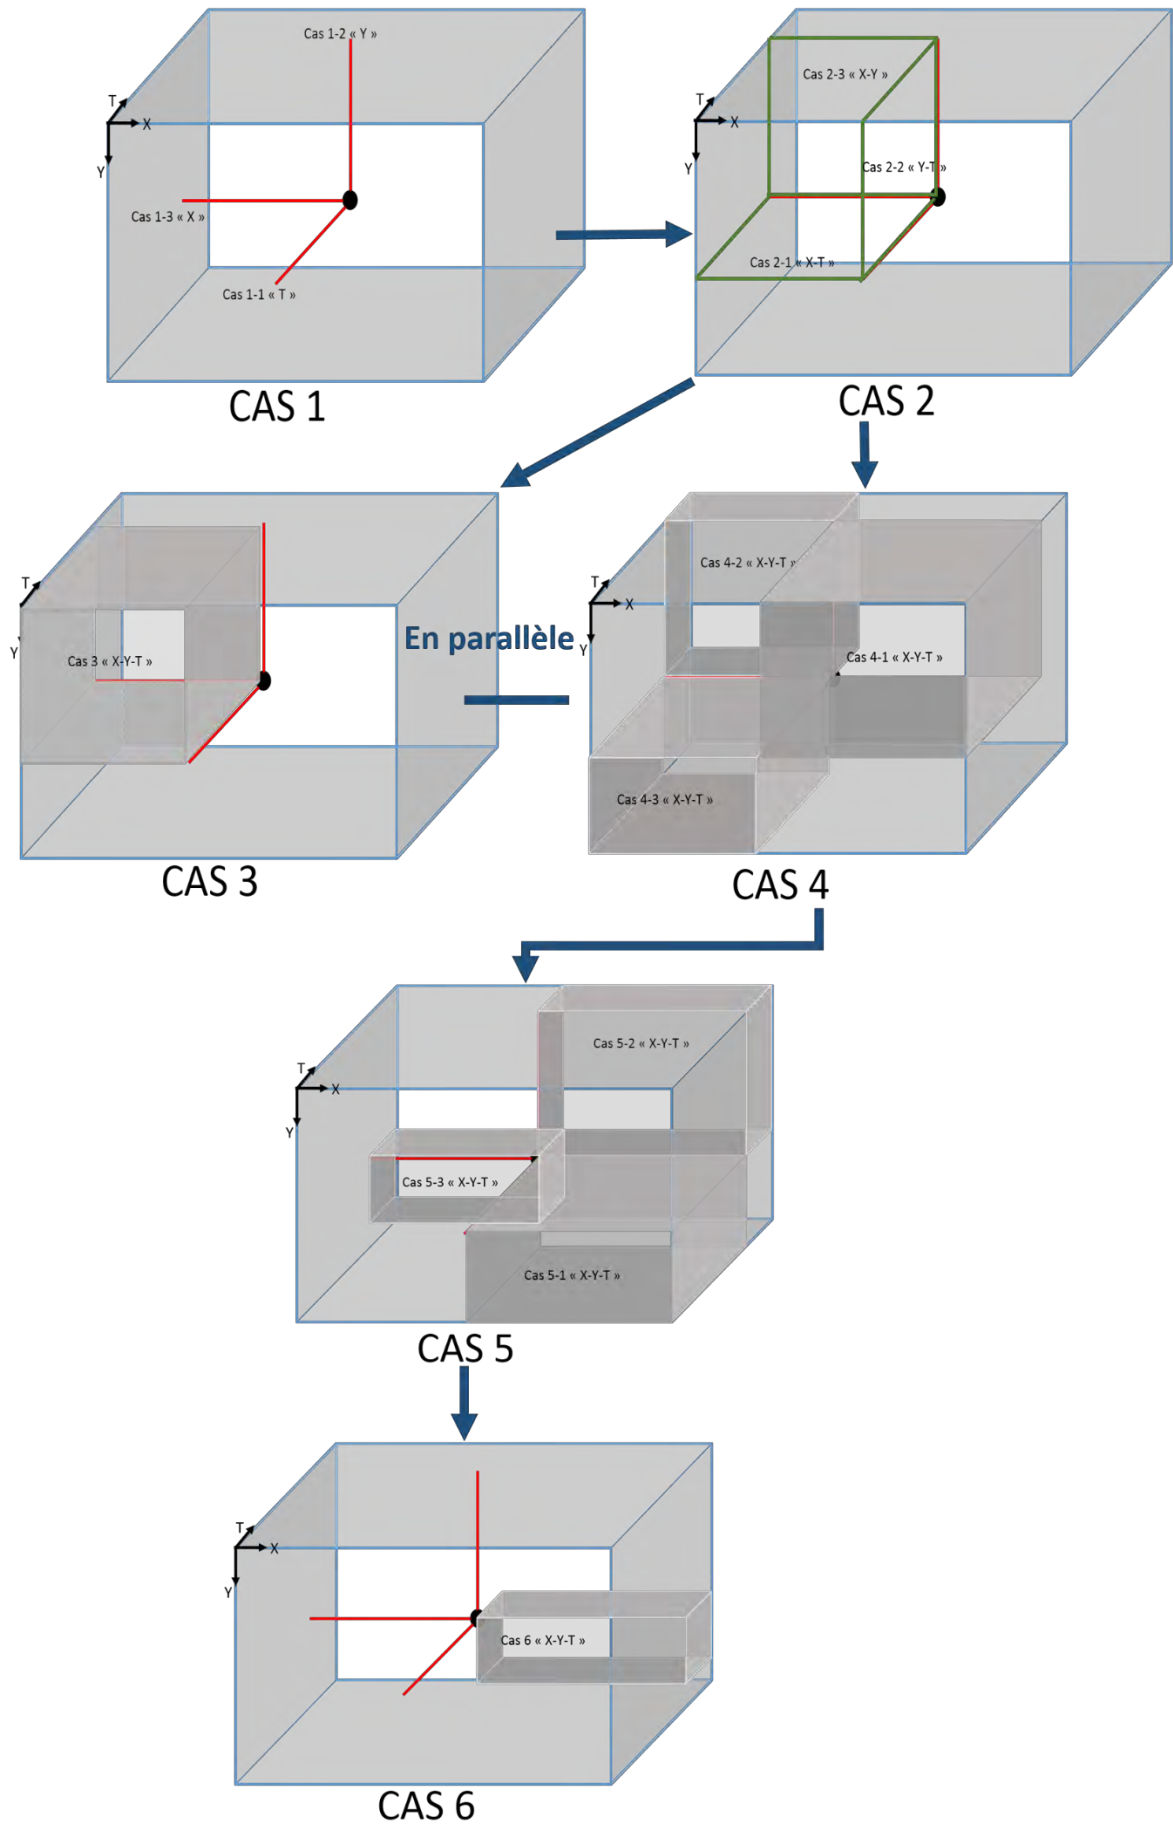 Cas 1-2 « Y »
T
X
Y
Cas 1-3 « X »
Cas 1-1 « T »
CAS 1
Cas 2-3 « X-Y »
T
X
Y
Cas 2-2 « Y-T »
Cas 2-1 « X-T »
CAS 2
T
Y
Cas 3 « X-Y-T »
CAS 3
En parallèle
Cas 4-2 « X-Y-T »
T
X
Y
Cas 4-1 « X-Y-T »
Cas 4-3 « X-Y-T »
CAS 4
Cas 5-2 « X-Y-T »
T
X
Y
Cas 5-3 « X-Y-T »
Cas 5-1 « X-Y-T »
CAS 5
T
X
Y
Cas 6 « X-Y-T »
CAS 6